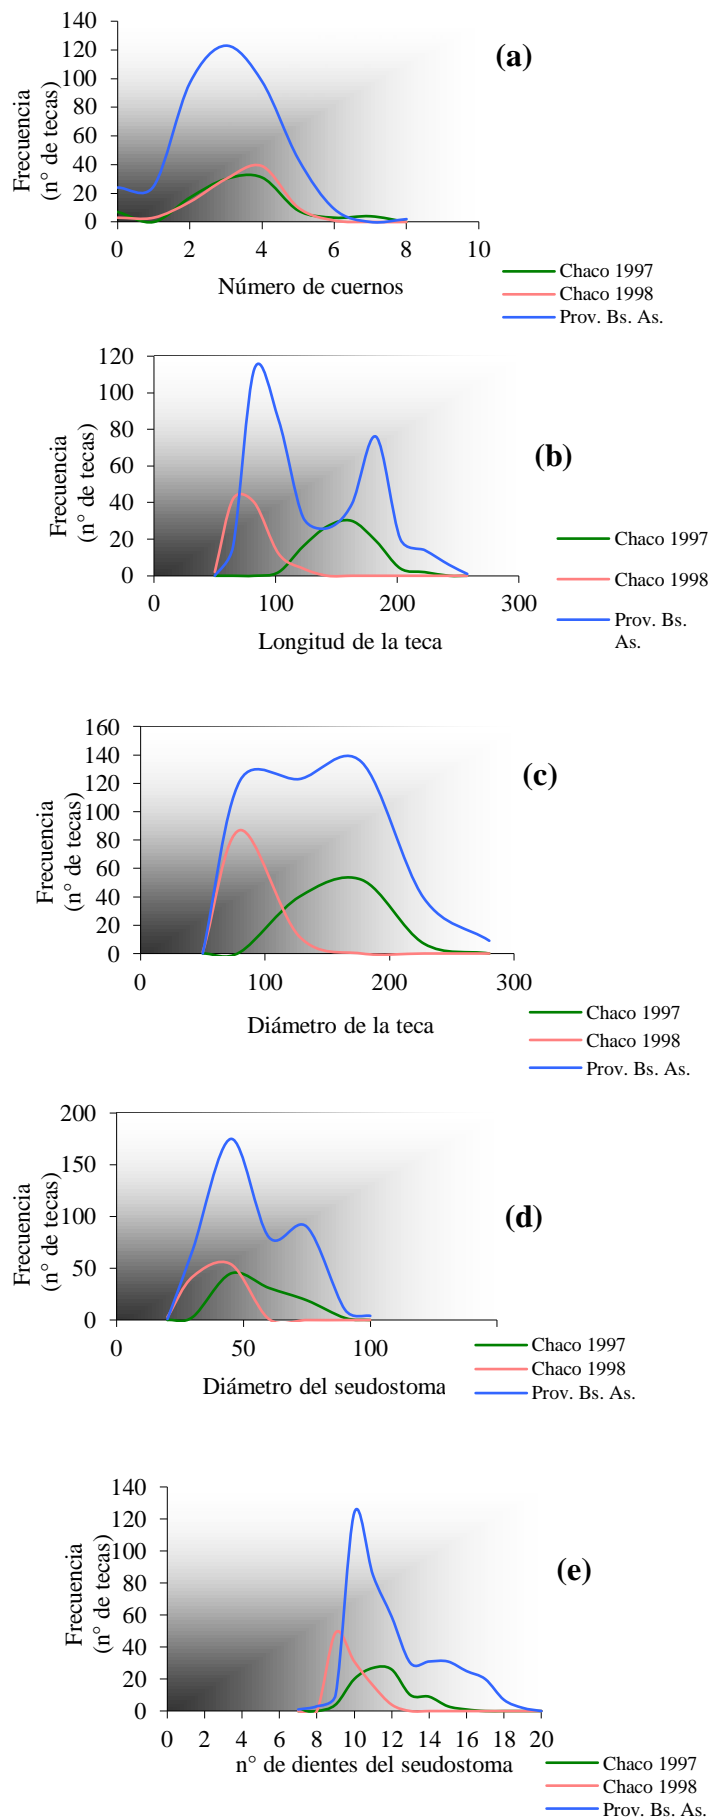 (a)
Frecuencia
(n° de tecas)
140
120
100
80
60
40
20
0
0 2 4 6 8 10
Número de cuernos
Chaco 1997
Chaco 1998
Prov. Bs. As.
(b)
Frecuencia
(n° de tecas)
120
100
80
60
40
20
0
0 100 200 300
Longitud de la teca
Chaco 1997
Chaco 1998
Prov. Bs.
As.
(c)
Frecuencia
(n° de tecas)
160
140
120
100
80
60
40
20
0
0 100 200 300
Diámetro de la teca
Chaco 1997
Chaco 1998
Prov. Bs. As.
(d)
Frecuencia
(n° de tecas)
200
150
100
50
0
0 50 100
Diámetro del seudostoma
Chaco 1997
Chaco 1998
Prov. Bs. As.
(e)
Frecuencia
(n° de tecas)
140
120
100
80
60
40
20
0
0 2 4 6 8 10 12 14 16 18 20
n° de dientes del seudostoma
Chaco 1997
Chaco 1998
Prov. Bs. As.